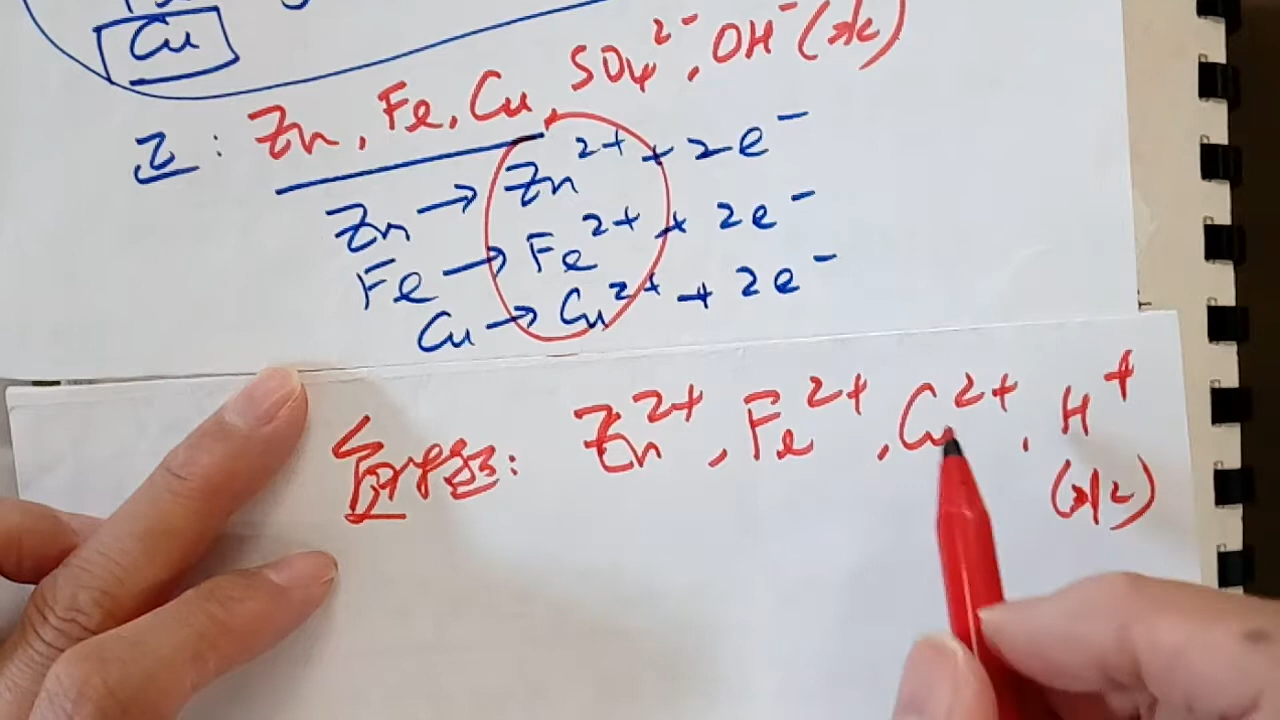 Cu
正: Zn, Fe, Cu, SO₄²⁻, OH⁻ (水)
Zn → Zn²⁺ + 2e⁻
Fe → Fe²⁺ + 2e⁻
Cu → Cu²⁺ + 2e⁻
Zn²⁺, Fe²⁺, Cu²⁺, H⁺
(水)